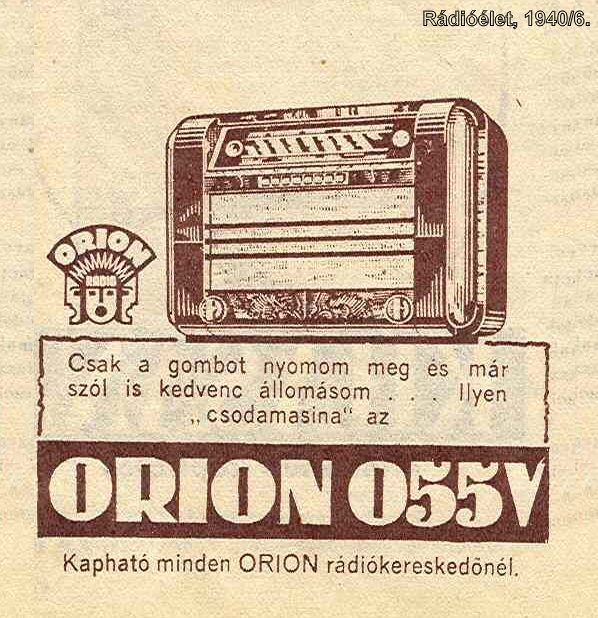 Rádióélet, 1940/6.
ORION
RADIO
Csak a gombot nyomom meg és már
szól is kedvenc állomásom . . . Ilyen
„csodamasina" az
ORION 055V
Kapható minden ORION rádiókereskedőnél.